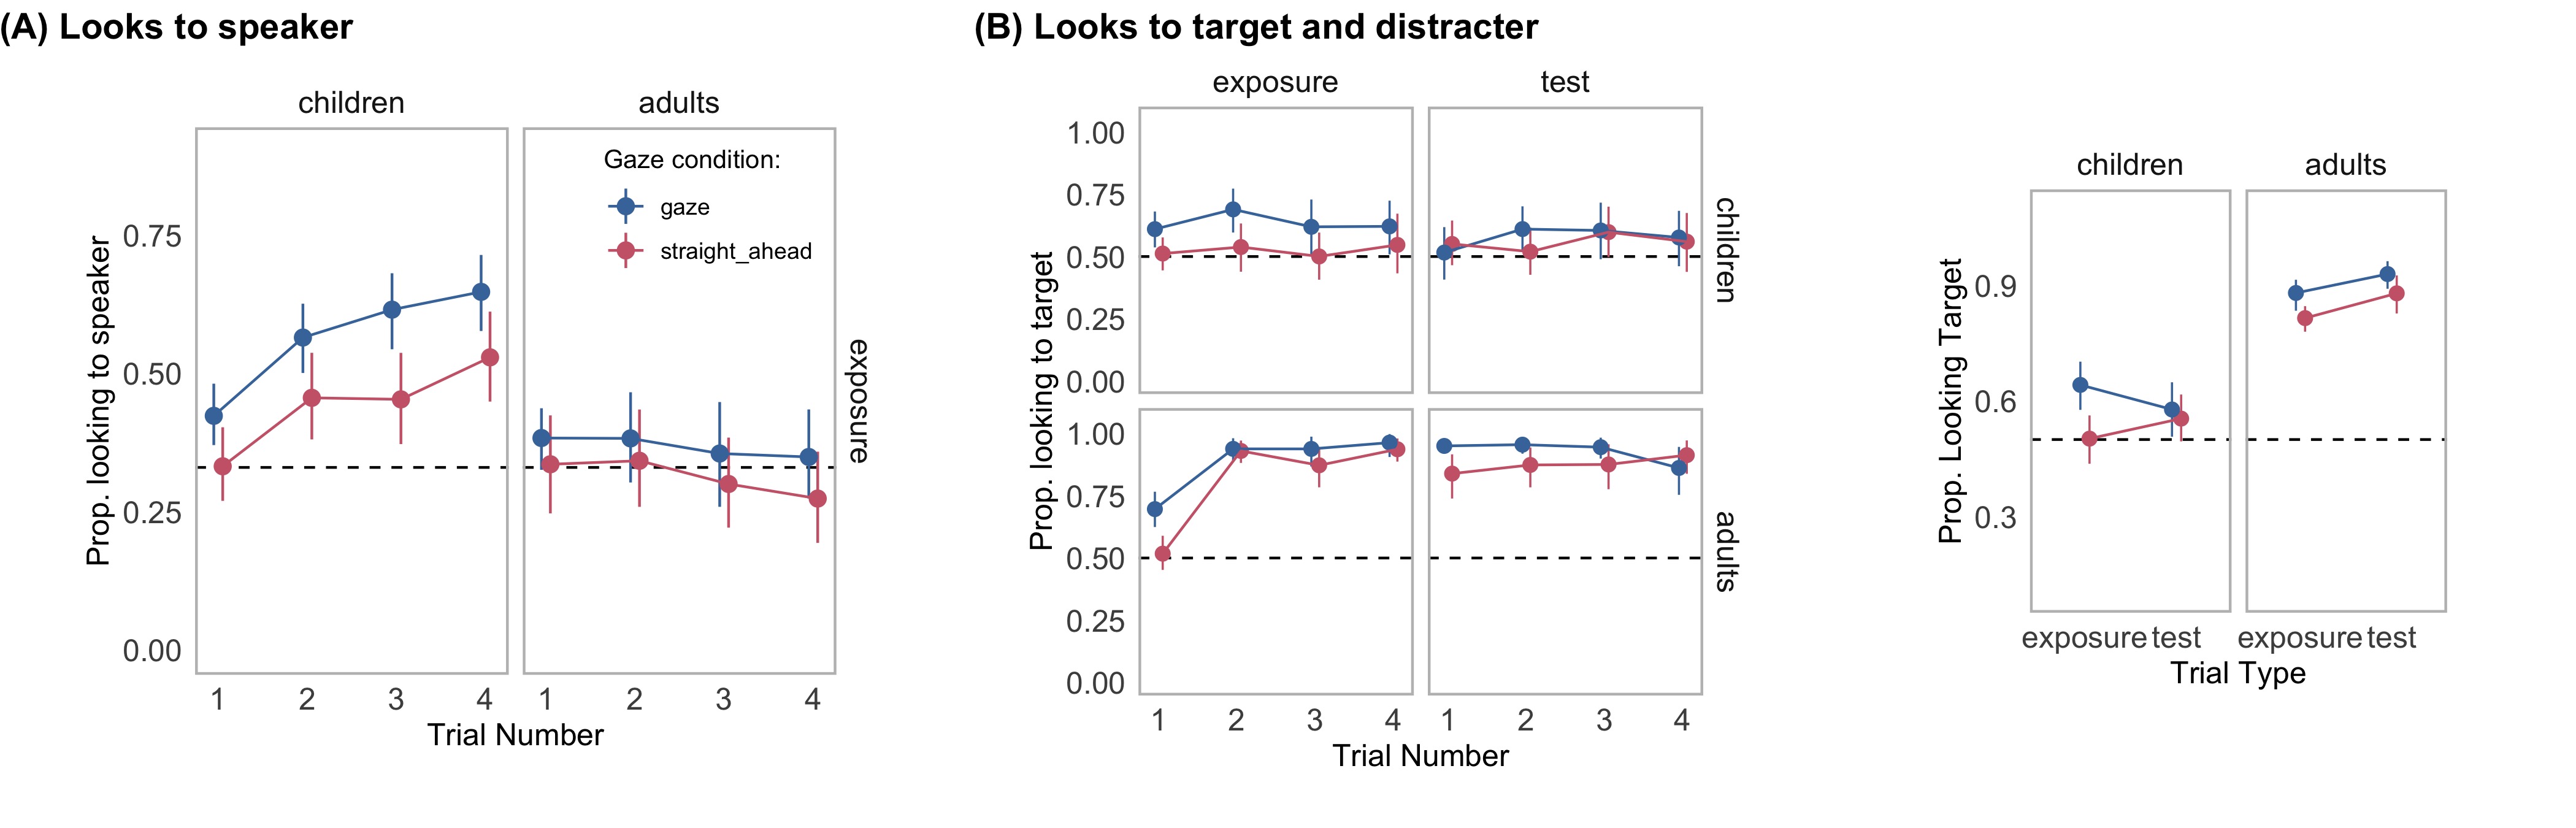 (A) Looks to speaker
children
adults
Gaze condition:
gaze
straight_ahead
Prop. looking to speaker
0.75
0.50
0.25
0.00
exposure
1 2 3 4
1 2 3 4
Trial Number
(B) Looks to target and distracter
exposure
test
Prop. looking to target
1.00
0.75
0.50
0.25
0.00
children
1.00
0.75
0.50
0.25
0.00
adults
1 2 3 4
1 2 3 4
Trial Number
children
adults
Prop. Looking Target
0.9
0.6
0.3
exposure test
exposure test
Trial Type